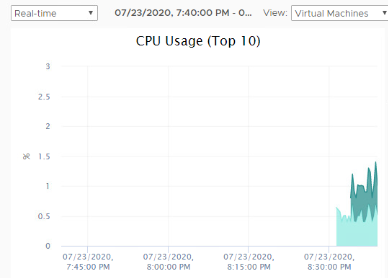 Real-time 07/23/2020, 7:40:00 PM - 0... View: Virtual Machines
CPU Usage (Top 10)
3
2.5
2
1.5
1
0.5
0
%
07/23/2020, 07/23/2020, 07/23/2020, 07/23/2020,
7:45:00 PM 8:00:00 PM 8:15:00 PM 8:30:00 PM